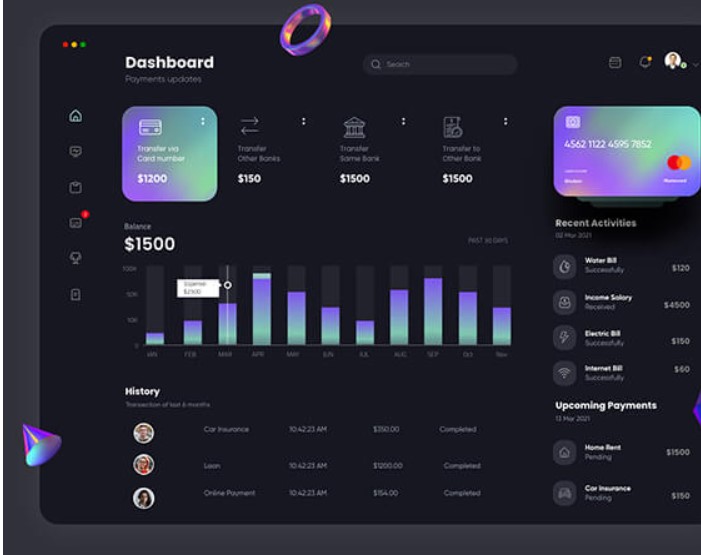 Dashboard
Payments updates
Search
Transfer via
Card number
$1200
Transfer
Other Banks
$150
Transfer
Same Bank
$1500
Transfer to
Other Bank
$1500
4562 1122 4595 7852
Mastercard
Balance
$1500
PAST 30 DAYS
Expense
JAN FEB MAR APR MAY JUN JUL AUG SEP Oct Nov
History
Transaction of last 6 months
Car Insurance 10:42:23 AM $350.00 Completed
Loan 10:42:23 AM $1200.00 Completed
Online Payment 10:42:23 AM $154.00 Completed
Recent Activities
02 Mar 2021
Water Bill
Successfully
$120
Income Salary
Received
$4500
Electric Bill
Successfully
$150
Internet Bill
Successfully
$60
Upcoming Payments
13 Mar 2021
Home Rent
Pending
$1500
Car Insurance
Pending
$150